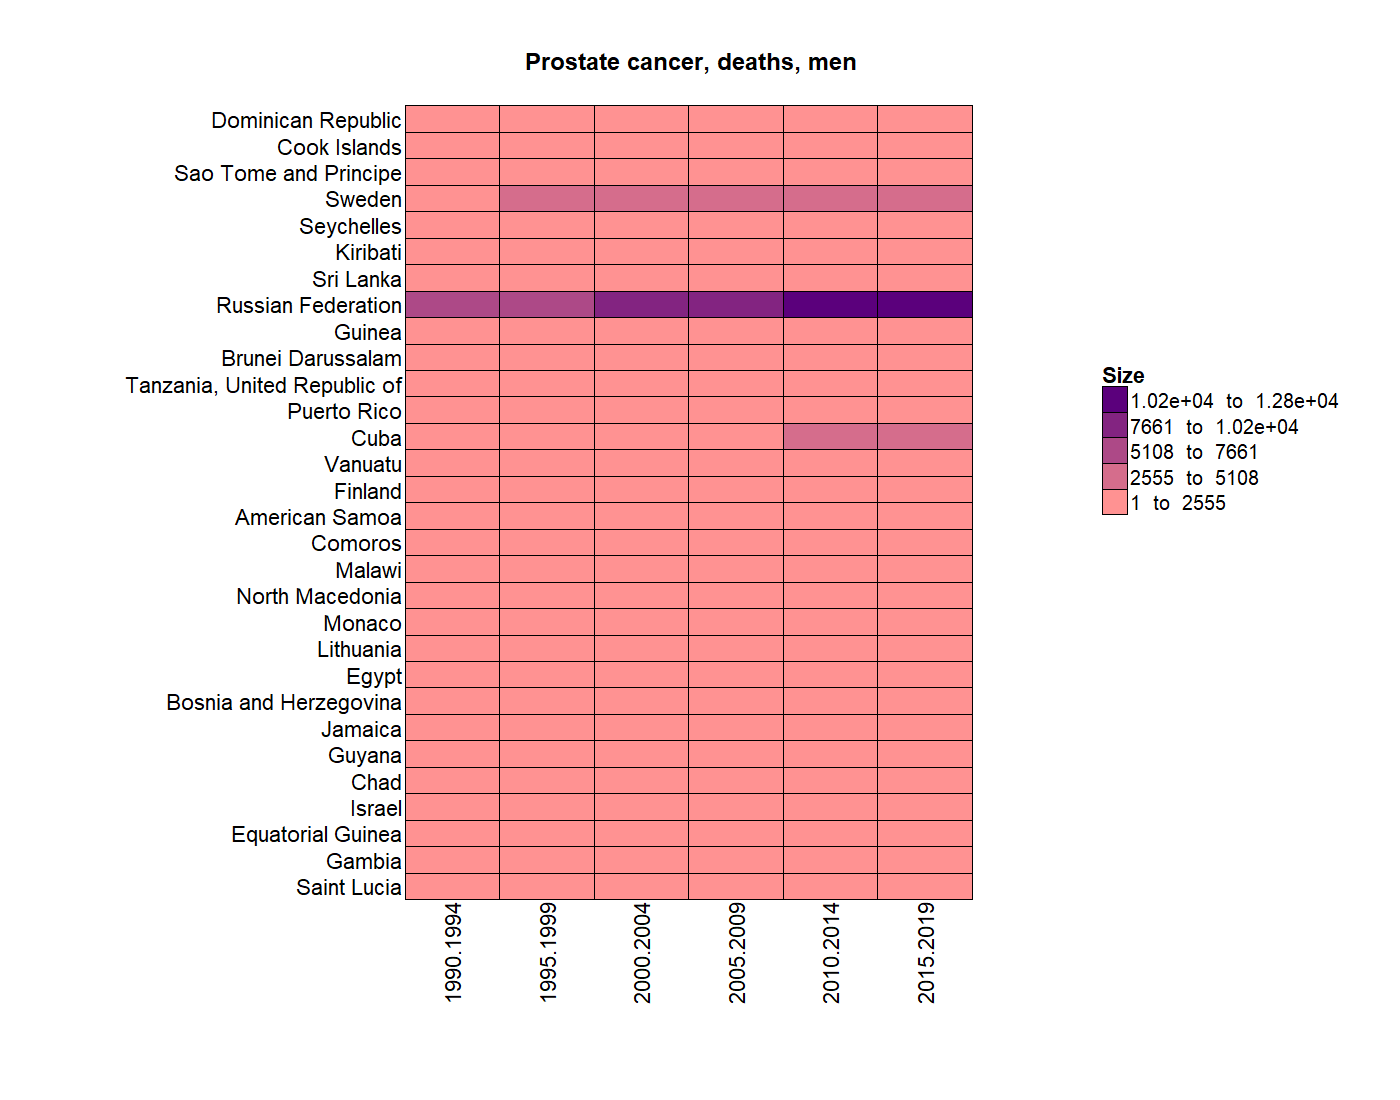 Prostate cancer, deaths, men
Dominican Republic
Cook Islands
Sao Tome and Principe
Sweden
Seychelles
Kiribati
Sri Lanka
Russian Federation
Guinea
Brunei Darussalam
Tanzania, United Republic of
Puerto Rico
Cuba
Vanuatu
Finland
American Samoa
Comoros
Malawi
North Macedonia
Monaco
Lithuania
Egypt
Bosnia and Herzegovina
Jamaica
Guyana
Chad
Israel
Equatorial Guinea
Gambia
Saint Lucia
1990.1994
1995.1999
2000.2004
2005.2009
2010.2014
2015.2019
Size
1.02e+04 to 1.28e+04
7661 to 1.02e+04
5108 to 7661
2555 to 5108
1 to 2555